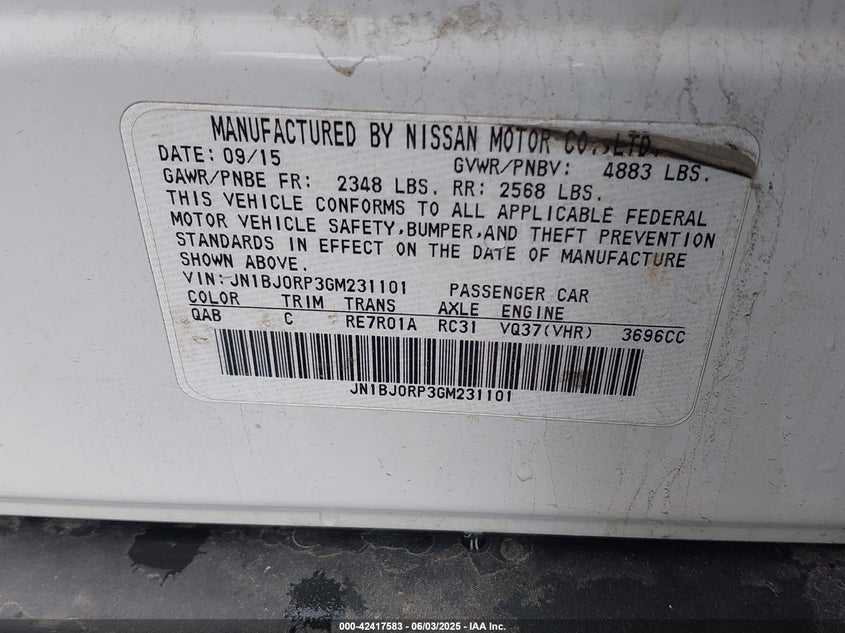 MANUFACTURED BY NISSAN MOTOR CO.,LTD.
DATE: 09/15 GVWR/PNBV: 4883 LBS.
GAWR/PNBE FR: 2348 LBS. RR: 2568 LBS.
THIS VEHICLE CONFORMS TO ALL APPLICABLE FEDERAL
MOTOR VEHICLE SAFETY,BUMPER,AND THEFT PREVENTION
STANDARDS IN EFFECT ON THE DATE OF MANUFACTURE
SHOWN ABOVE.
VIN: JN1BJ0RP3GM231101 PASSENGER CAR
COLOR TRIM TRANS AXLE ENGINE
QAB C RE7R01A RC31 VQ37(VHR) 3696CC
JN1BJ0RP3GM231101
000-42417583 - 06/03/2025 - IAA Inc.